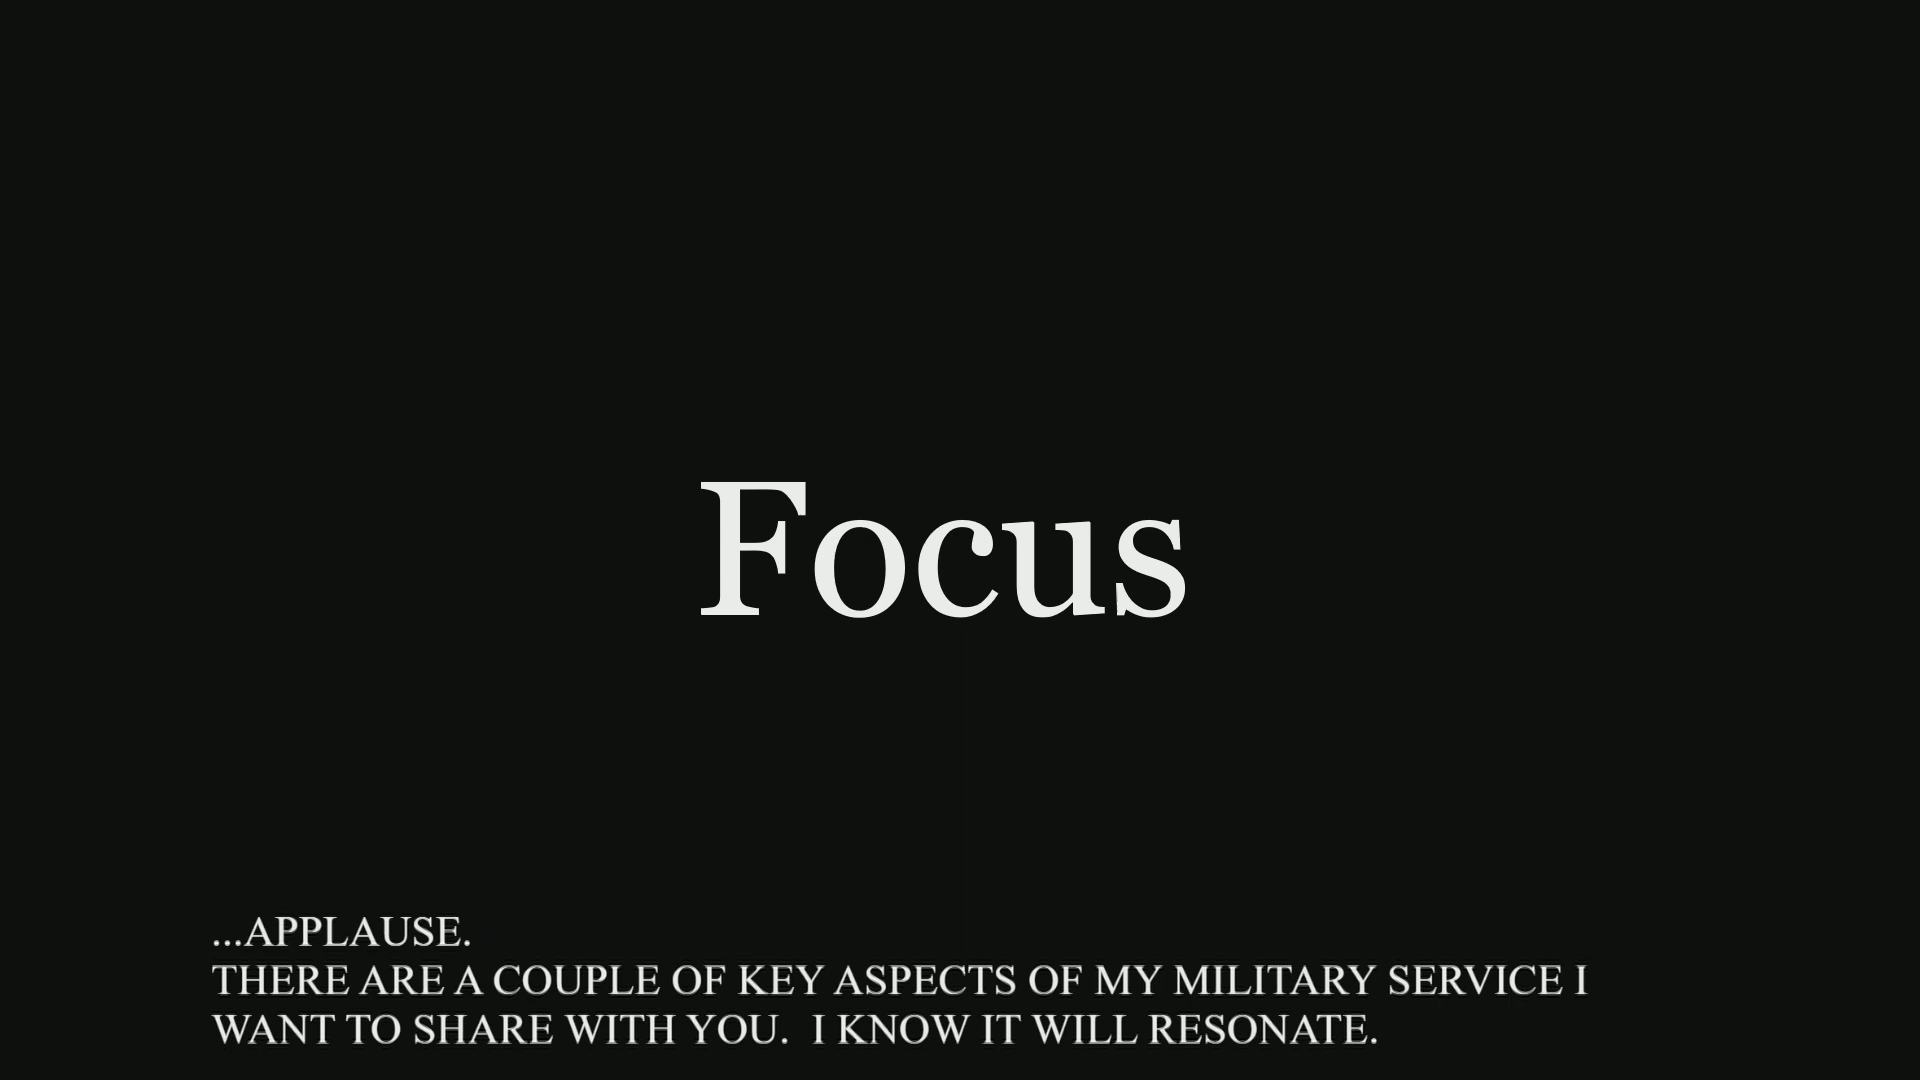 Focus
...APPLAUSE.
THERE ARE A COUPLE OF KEY ASPECTS OF MY MILITARY SERVICE I
WANT TO SHARE WITH YOU.  I KNOW IT WILL RESONATE.